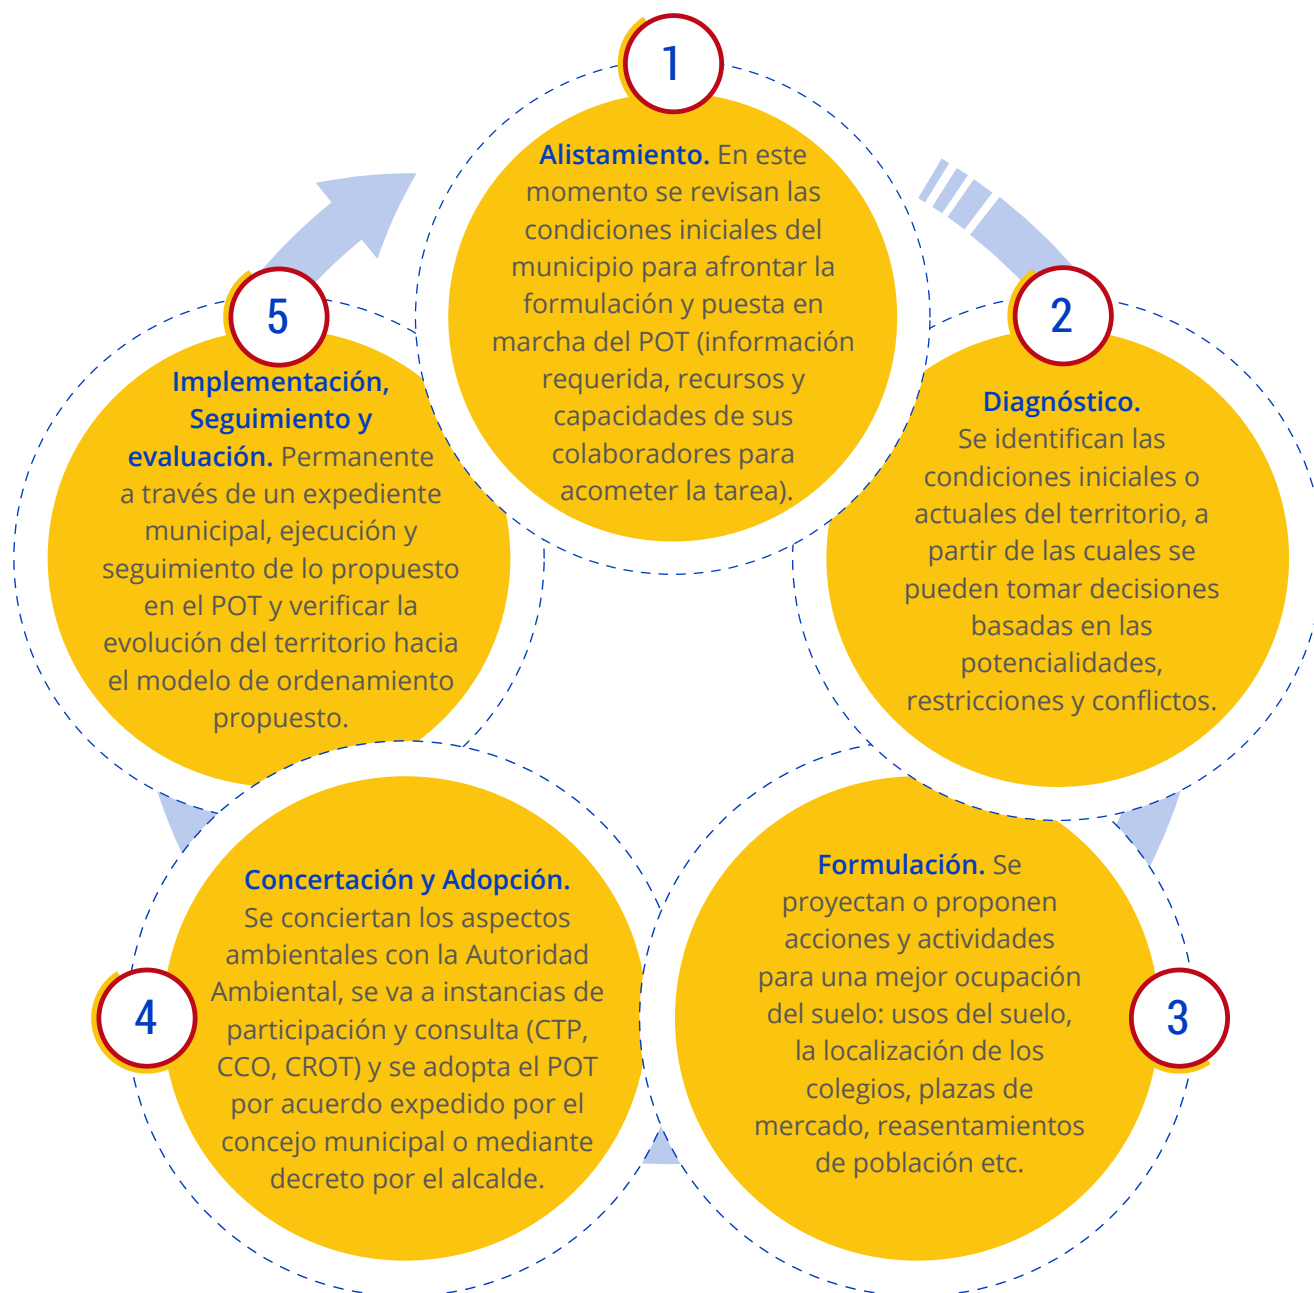 1
Alistamiento. En este
momento se revisan las
condiciones iniciales del
municipio para afrontar la
formulación y puesta en
marcha del POT (información
requerida, recursos y
capacidades de sus
colaboradores para
acometer la tarea).
2
Diagnóstico.
Se identifican las
condiciones iniciales o
actuales del territorio, a
partir de las cuales se
pueden tomar decisiones
basadas en las
potencialidades,
restricciones y conflictos.
3
Formulación. Se
proyectan o proponen
acciones y actividades
para una mejor ocupación
del suelo: usos del suelo,
la localización de los
colegios, plazas de
mercado, reasentamientos
de población etc.
4
Concertación y Adopción.
Se conciertan los aspectos
ambientales con la Autoridad
Ambiental, se va a instancias de
participación y consulta (CTP,
CCO, CROT) y se adopta el POT
por acuerdo expedido por el
concejo municipal o mediante
decreto por el alcalde.
5
Implementación,
Seguimiento y
evaluación. Permanente
a través de un expediente
municipal, ejecución y
seguimiento de lo propuesto
en el POT y verificar la
evolución del territorio hacia
el modelo de ordenamiento
propuesto.